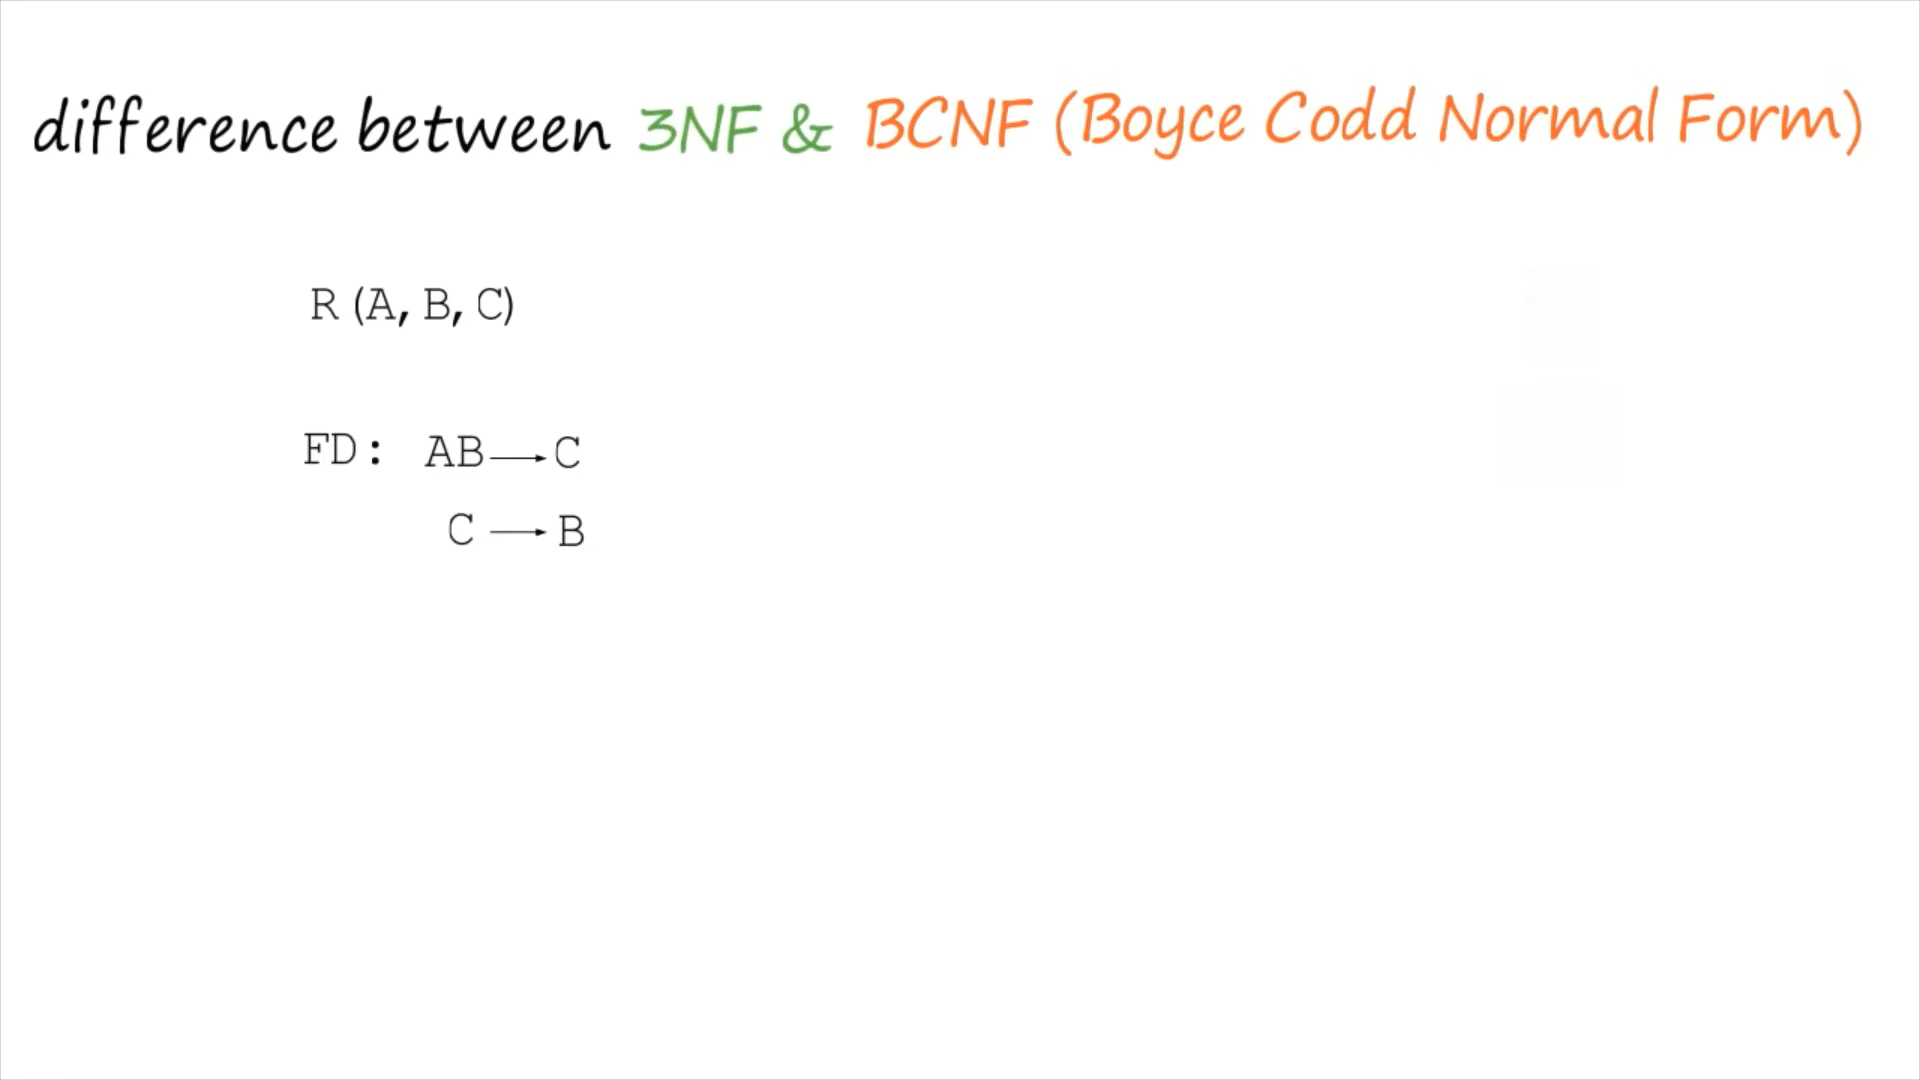 difference between 3NF & BCNF (Boyce Codd Normal Form)
R (A, B, C)
FD: AB → C
C → B